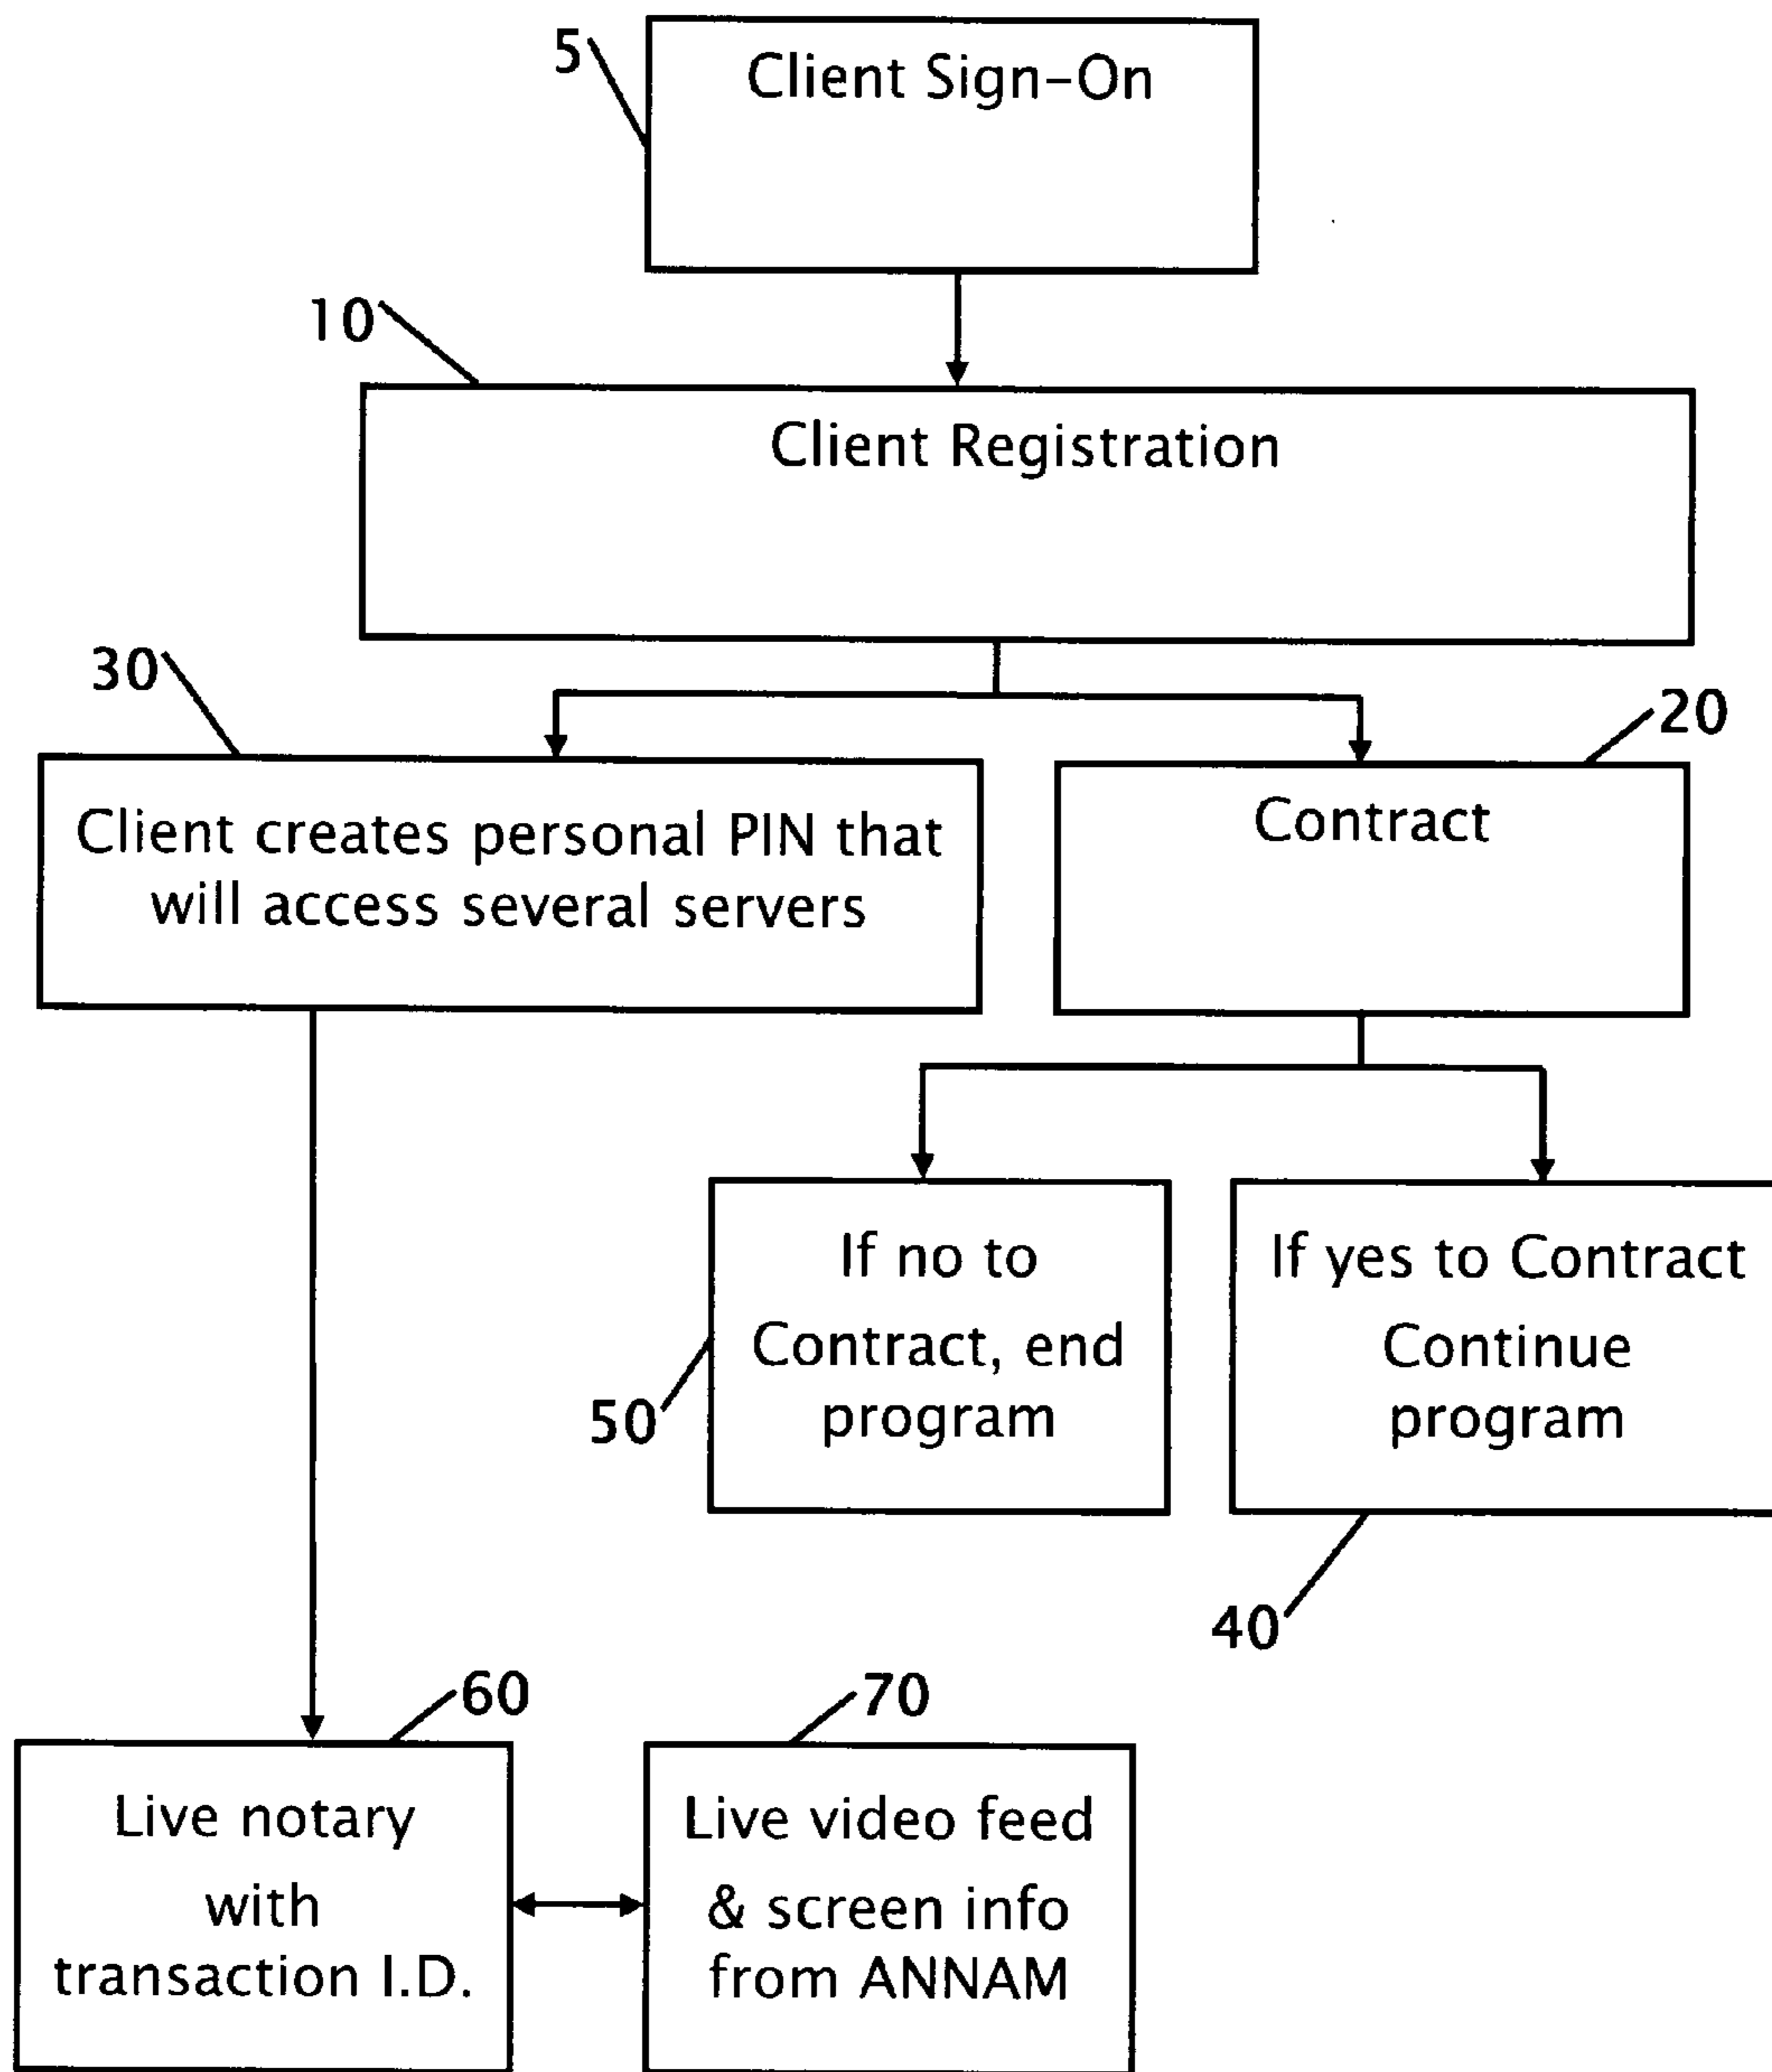 5
Client Sign-On
10
Client Registration
30
20
Client creates personal PIN that
will access several servers
Contract
If no to
Contract, end
program
50
If yes to Contract
Continue
program
40
60
70
Live notary
with
transaction I.D.
Live video feed
& screen info
from ANNAM